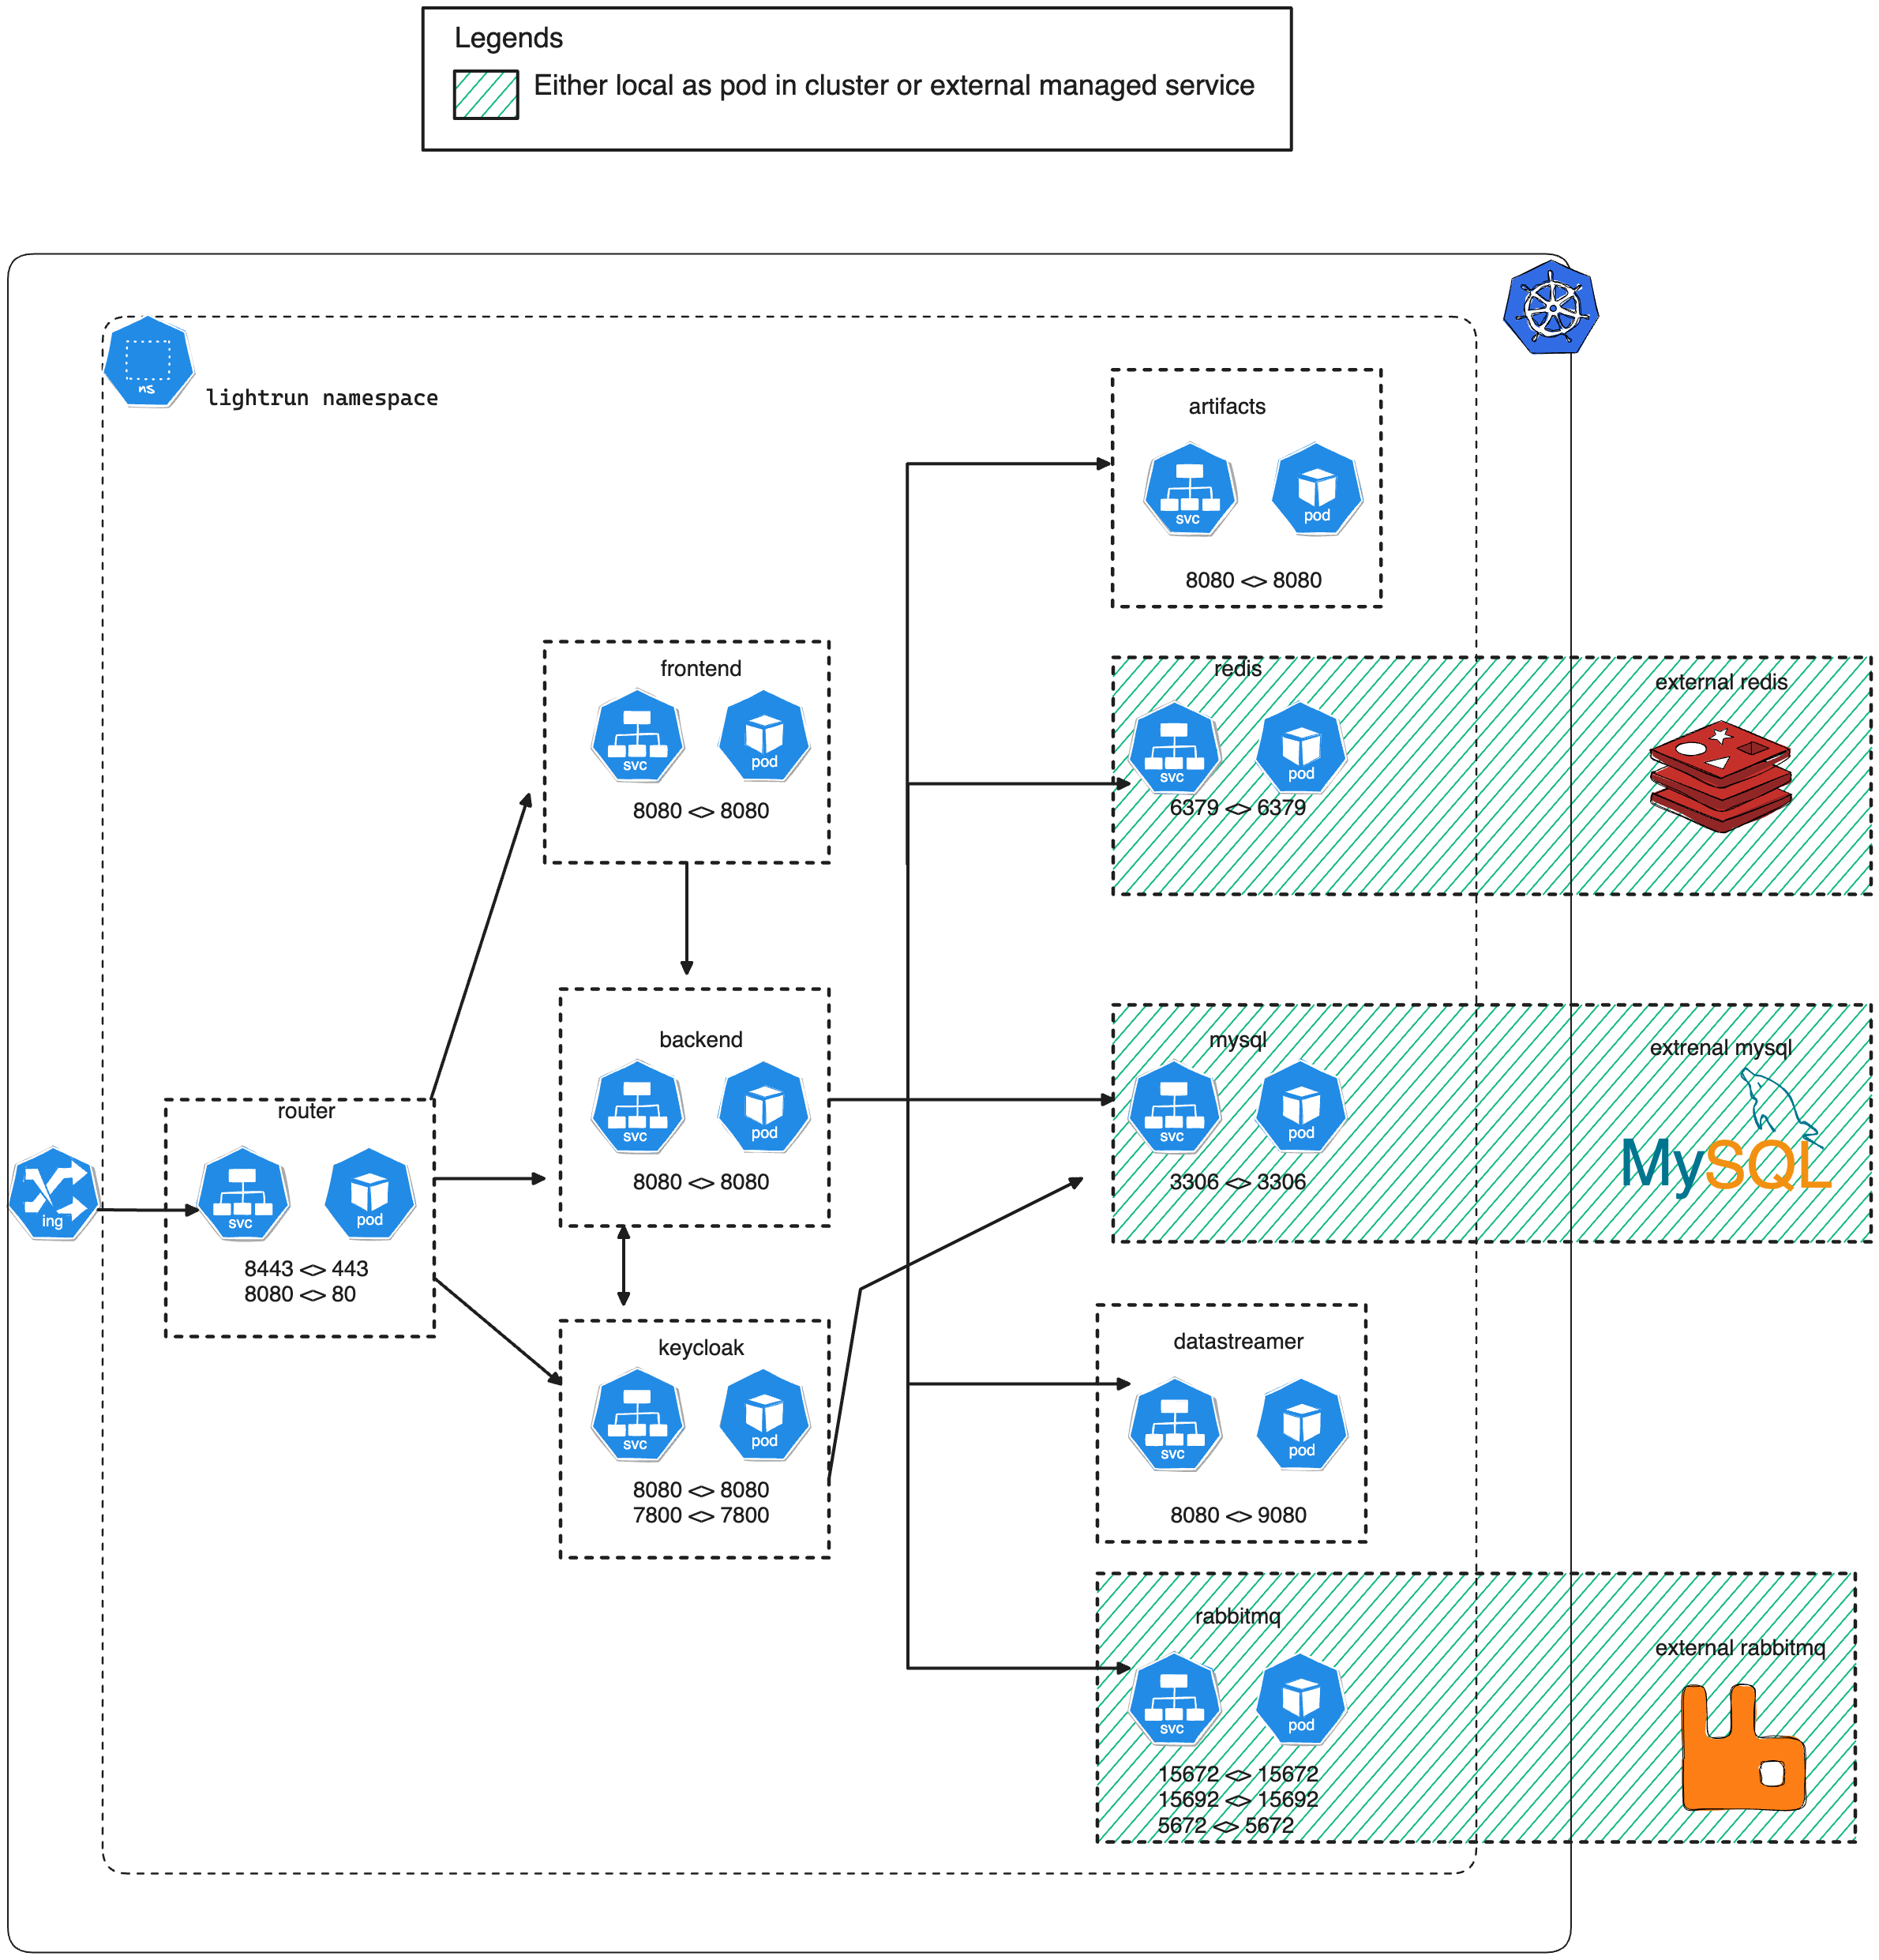 Legends
Either local as pod in cluster or external managed service
ns
lightrun namespace
artifacts
svc
pod
8080 <> 8080
frontend
svc
pod
8080 <> 8080
redis
svc
pod
6379 <> 6379
external redis
backend
svc
pod
8080 <> 8080
mysql
svc
pod
3306 <> 3306
extrenal mysql
MySQL
ing
router
svc
pod
8443 <> 443
8080 <> 80
keycloak
svc
pod
8080 <> 8080
7800 <> 7800
datastreamer
svc
pod
8080 <> 9080
rabbitmq
svc
pod
15672 <> 15672
15692 <> 15692
5672 <> 5672
external rabbitmq